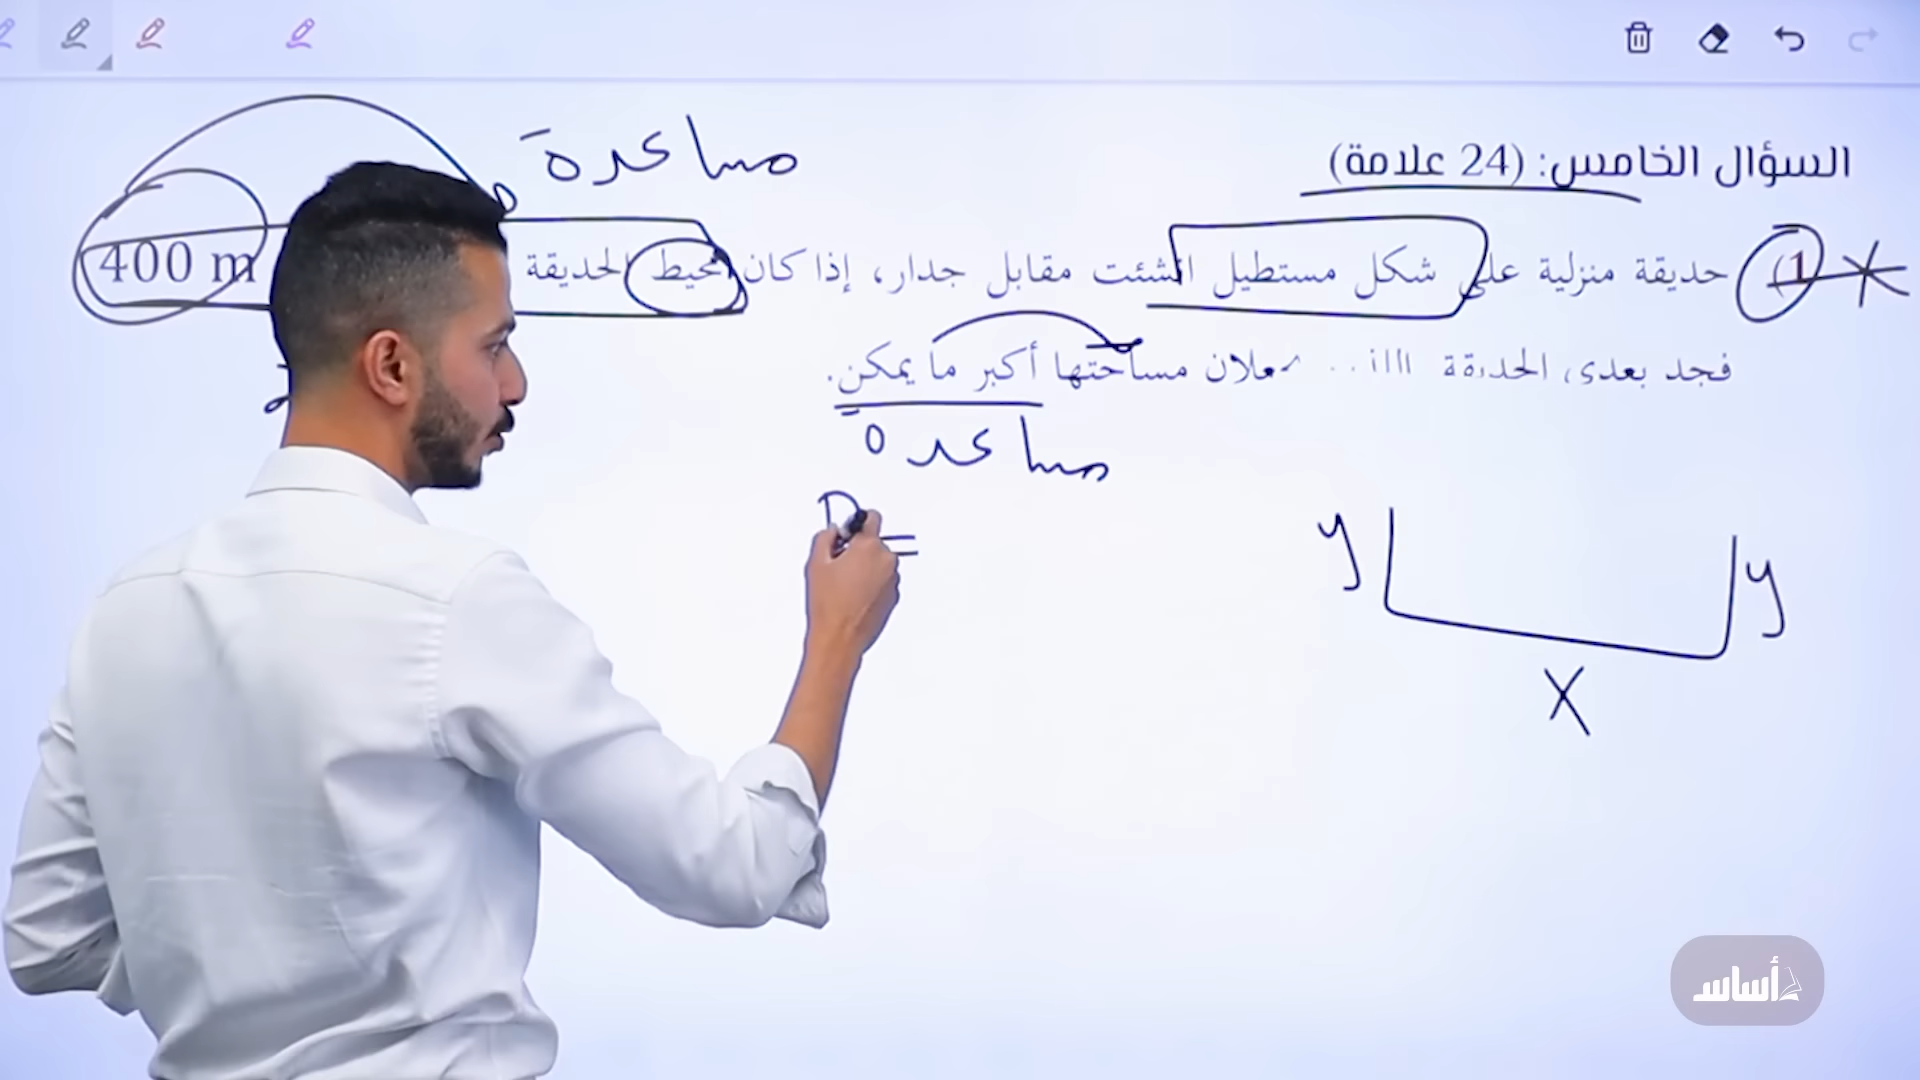 السؤال الخامس: (24 علامة)
مساعدة
(1 حديقة منزلية على شكل مستطيل انشئت مقابل جدار، إذا كان محيط الحديقة 400 m
فجد بعدي الحديقة مساحتها أكبر ما يمكن.
مساعدة
P =
y y
x
أساس